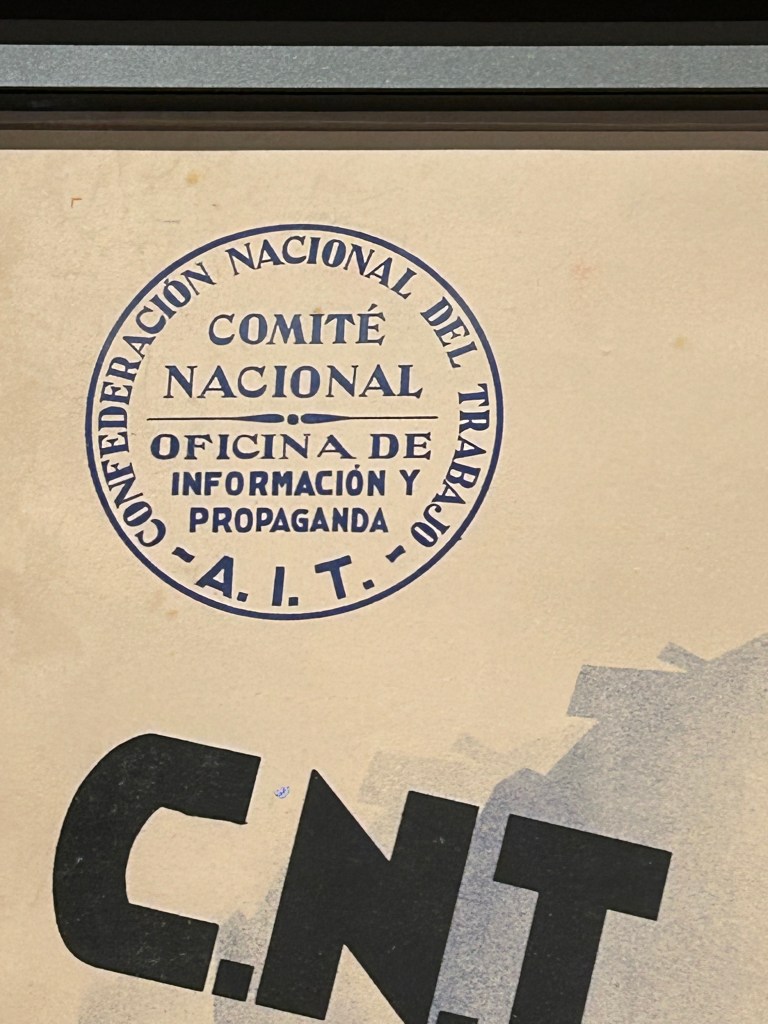 CONFEDERACIÓN NACIONAL DEL TRABAJO
COMITÉ
NACIONAL
OFICINA DE
INFORMACIÓN Y
PROPAGANDA
- A. I. T. -
C.N.T